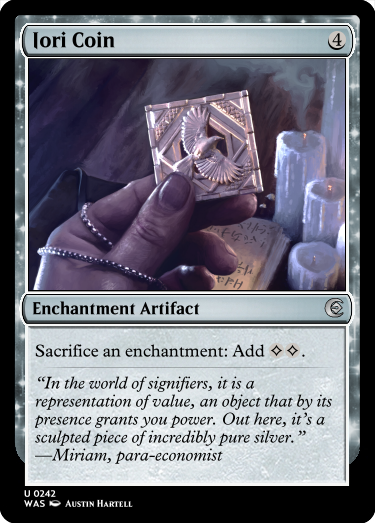 Jori Coin 4
Enchantment Artifact
Sacrifice an enchantment: Add ✧✧.
“In the world of signifiers, it is a
representation of value, an object that by its
presence grants you power. Out here, it’s a
sculpted piece of incredibly pure silver.”
—Miriam, para-economist
U 0242
WAS Austin Hartell